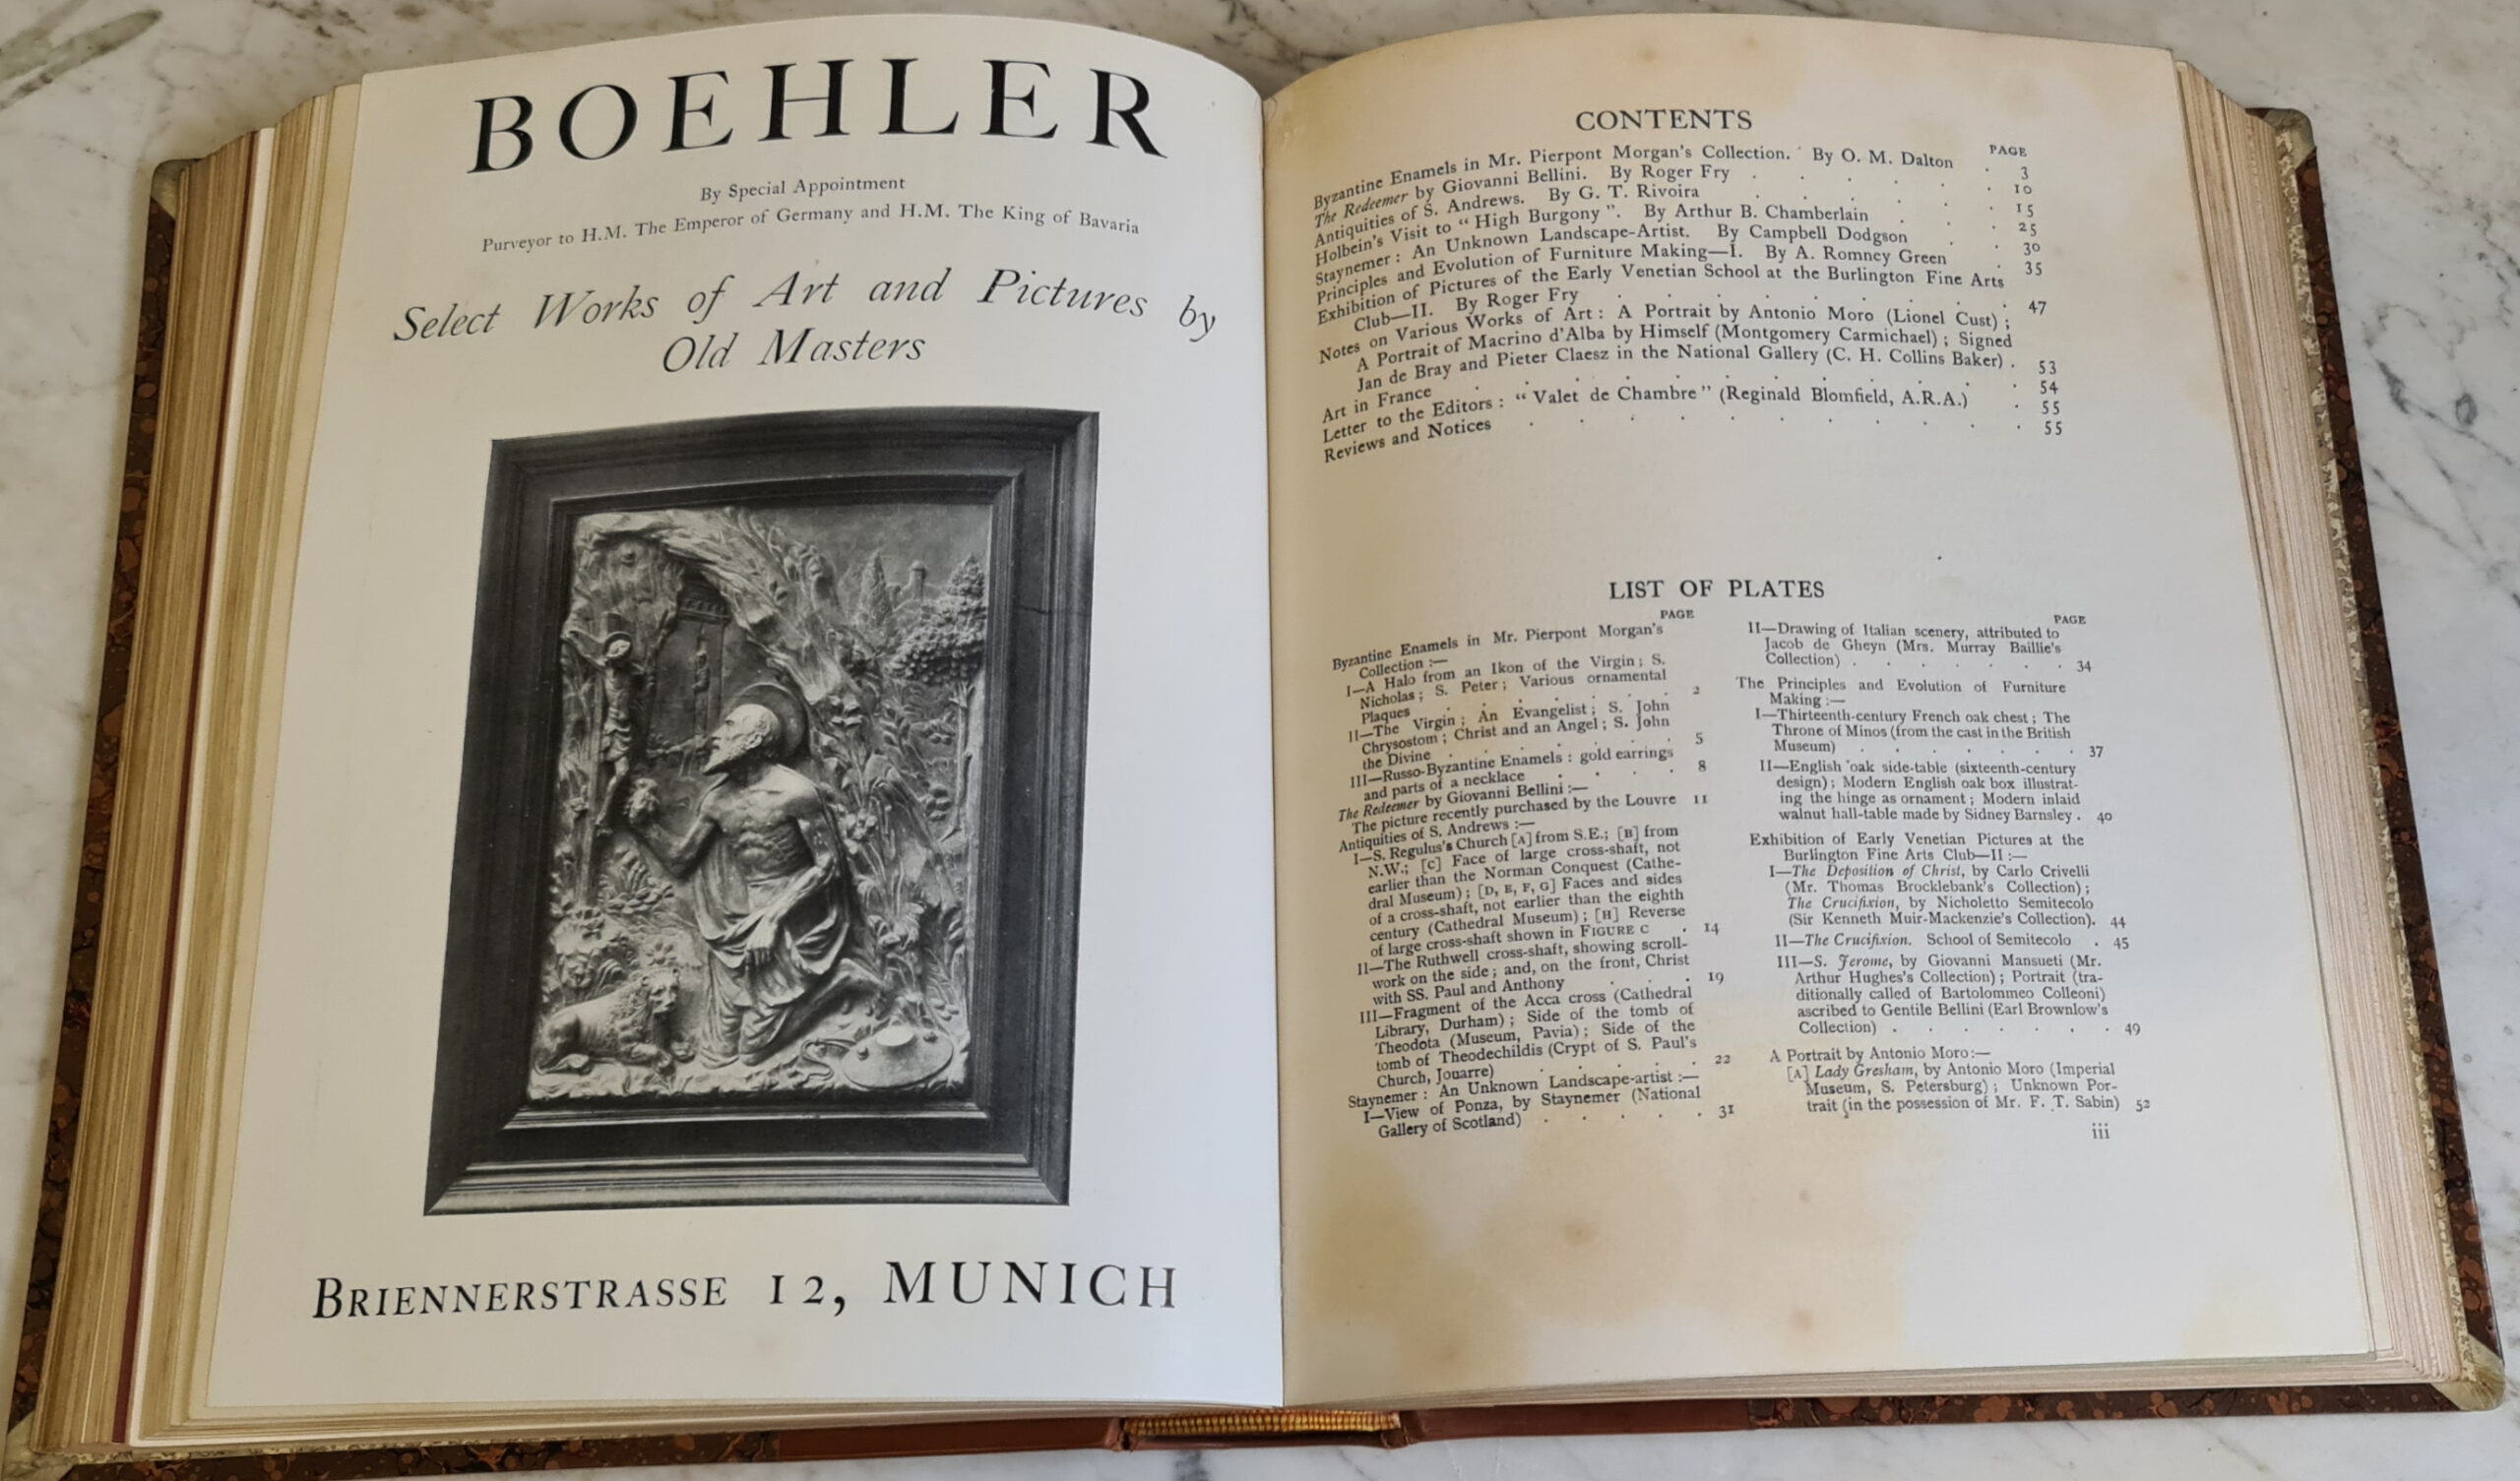 BOEHLER
By Special Appointment
Purveyor to H.M. The Emperor of Germany and H.M. The King of Bavaria
Select Works of Art and Pictures by
Old Masters
BRIENNERSTRASSE 12, MUNICH
CONTENTS
PAGE
Byzantine Enamels in Mr. Pierpont Morgan's Collection. By O. M. Dalton . 3
The Redeemer by Giovanni Bellini. By Roger Fry . . . . . . 10
Antiquities of S. Andrews. By G. T. Rivoira . . . . . . 15
Holbein's Visit to "High Burgony". By Arthur B. Chamberlain . . . 25
Staynemer: An Unknown Landscape-Artist. By Campbell Dodgson . . 30
Principles and Evolution of Furniture Making—I. By A. Romney Green . 35
Exhibition of Pictures of the Early Venetian School at the Burlington Fine Arts
Club—II. By Roger Fry . . . . . . . . . 47
Notes on Various Works of Art: A Portrait by Antonio Moro (Lionel Cust);
A Portrait of Macrino d'Alba by Himself (Montgomery Carmichael); Signed
Jan de Bray and Pieter Claesz in the National Gallery (C. H. Collins Baker) . 53
Art in France . . . . . . . . 54
Letter to the Editors: "Valet de Chambre" (Reginald Blomfield, A.R.A.) . 55
Reviews and Notices . . . . . . . . . . 55
LIST OF PLATES
PAGE
Byzantine Enamels in Mr. Pierpont Morgan's
Collection:—
I—A Halo from an Ikon of the Virgin; S.
Nicholas; S. Peter; Various ornamental
Plaques . . . . . . 2
II—The Virgin; An Evangelist; S. John
Chrysostom; Christ and an Angel; S. John
the Divine . . . . . . 5
III—Russo-Byzantine Enamels: gold earrings
and parts of a necklace . . . . 8
The Redeemer by Giovanni Bellini:—
The picture recently purchased by the Louvre 11
Antiquities of S. Andrews:—
I—S. Regulus's Church [A] from S.E.; [B] from
N.W.; [C] Face of large cross-shaft, not
earlier than the Norman Conquest (Cathe-
dral Museum); [D, E, F, G] Faces and sides
of a cross-shaft, not earlier than the eighth
century (Cathedral Museum); [H] Reverse
of large cross-shaft shown in FIGURE C . 14
II—The Ruthwell cross-shaft, showing scroll-
work on the side; and, on the front, Christ
with SS. Paul and Anthony . . . 19
III—Fragment of the Acca cross (Cathedral
Library, Durham); Side of the tomb of
Theodota (Museum, Pavia); Side of the
tomb of Theodechildis (Crypt of S. Paul's
Church, Jouarre) . . . . . 22
Staynemer: An Unknown Landscape-artist:—
I—View of Ponza, by Staynemer (National
Gallery of Scotland) . . . . . 31
PAGE
II—Drawing of Italian scenery, attributed to
Jacob de Gheyn (Mrs. Murray Baillie's
Collection) . . . . . . . 34
The Principles and Evolution of Furniture
Making:—
I—Thirteenth-century French oak chest; The
Throne of Minos (from the cast in the British
Museum) . . . . . . . 37
II—English oak side-table (sixteenth-century
design); Modern English oak box illustrat-
ing the hinge as ornament; Modern inlaid
walnut hall-table made by Sidney Barnsley . 40
Exhibition of Early Venetian Pictures at the
Burlington Fine Arts Club—II:—
I—The Deposition of Christ, by Carlo Crivelli
(Mr. Thomas Brocklebank's Collection);
The Crucifixion, by Nicholetto Semitecolo
(Sir Kenneth Muir-Mackenzie's Collection). 44
II—The Crucifixion. School of Semitecolo . 45
III—S. Jerome, by Giovanni Mansueti (Mr.
Arthur Hughes's Collection); Portrait (tra-
ditionally called of Bartolommeo Colleoni)
ascribed to Gentile Bellini (Earl Brownlow's
Collection) . . . . . . . 49
A Portrait by Antonio Moro:—
[A] Lady Gresham, by Antonio Moro (Imperial
Museum, S. Petersburg); Unknown Por-
trait (in the possession of Mr. F. T. Sabin) 52
iii